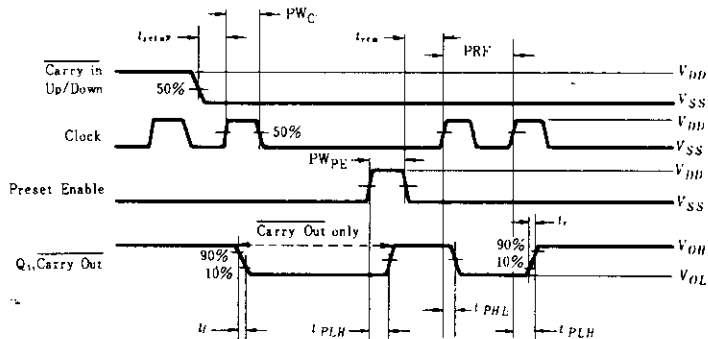 t_setup
PW_C
t_rem
PRF
Carry in
Up/Down
50%
V_DD
V_SS
Clock
50%
V_DD
V_SS
PW_PE
Preset Enable
V_DD
V_SS
Carry Out only
t_r
Q_1, Carry Out
90%
10%
90%
10%
V_OH
V_OL
t_f
t_PLH
t_PHL
t_PLH